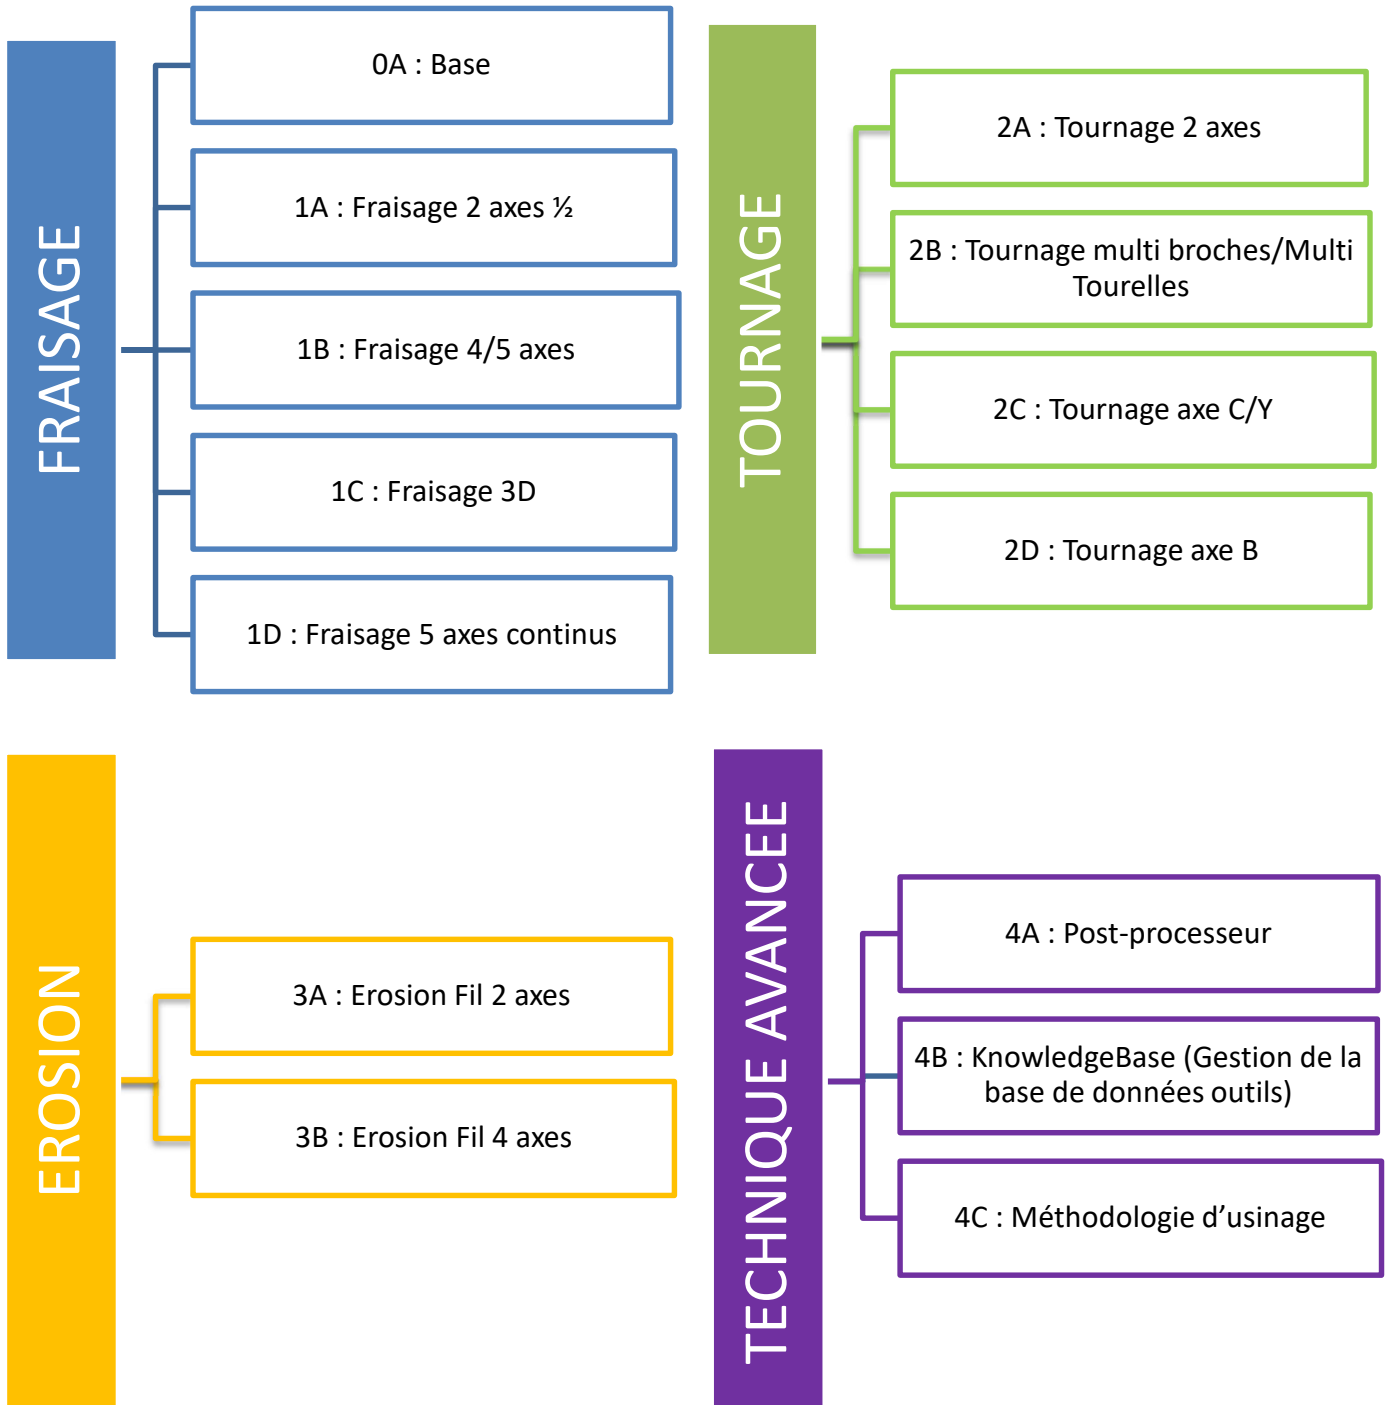 FRAISAGE
0A : Base
1A : Fraisage 2 axes ½
1B : Fraisage 4/5 axes
1C : Fraisage 3D
1D : Fraisage 5 axes continus
TOURNAGE
2A : Tournage 2 axes
2B : Tournage multi broches/Multi
Tourelles
2C : Tournage axe C/Y
2D : Tournage axe B
EROSION
3A : Erosion Fil 2 axes
3B : Erosion Fil 4 axes
TECHNIQUE AVANCEE
4A : Post-processeur
4B : KnowledgeBase (Gestion de la
base de données outils)
4C : Méthodologie d’usinage